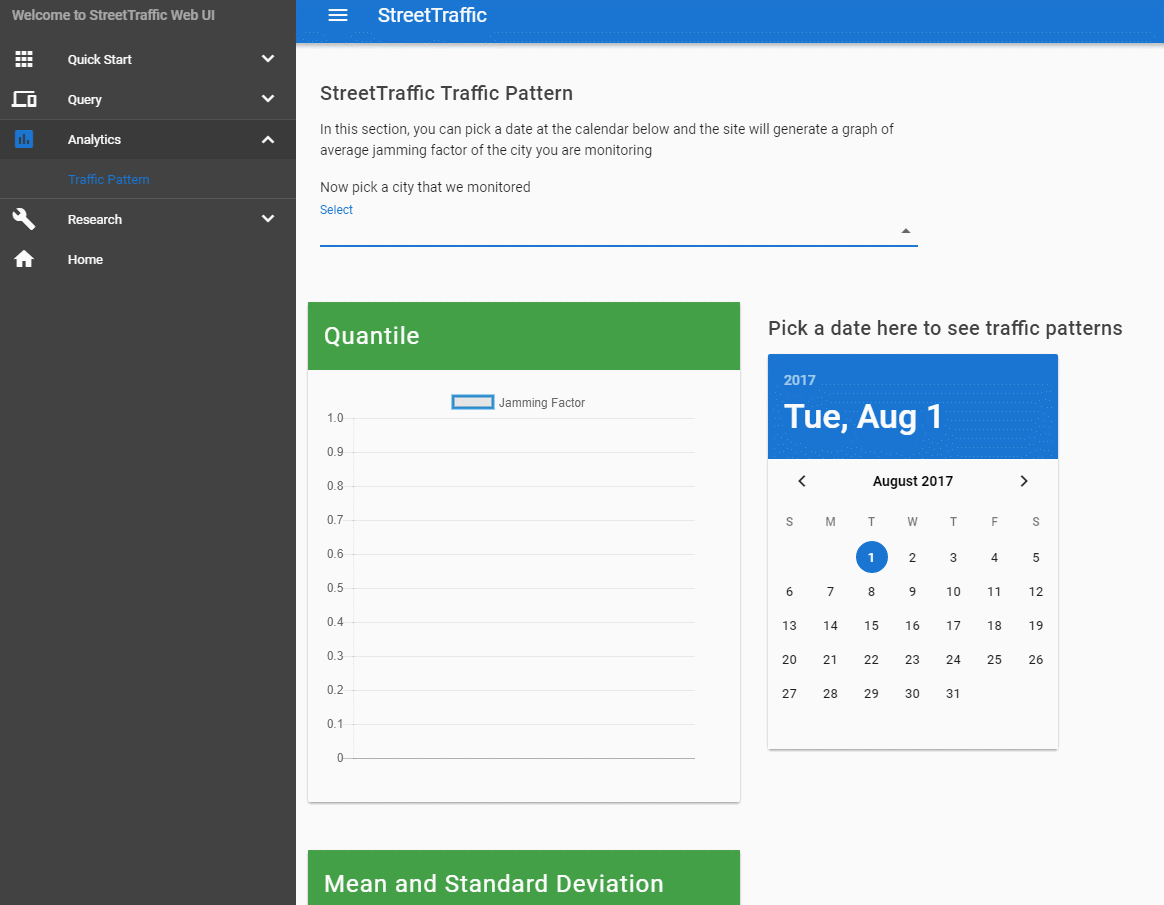 Welcome to StreetTraffic Web UI
Quick Start
Query
Analytics
Traffic Pattern
Research
Home
StreetTraffic
StreetTraffic Traffic Pattern
In this section, you can pick a date at the calendar below and the site will generate a graph of
average jamming factor of the city you are monitoring
Now pick a city that we monitored
Select
Quantile
Jamming Factor
1.0
0.9
0.8
0.7
0.6
0.5
0.4
0.3
0.2
0.1
0
Pick a date here to see traffic patterns
2017
Tue, Aug 1
August 2017
S M T W T F S
1 2 3 4 5
6 7 8 9 10 11 12
13 14 15 16 17 18 19
20 21 22 23 24 25 26
27 28 29 30 31
Mean and Standard Deviation